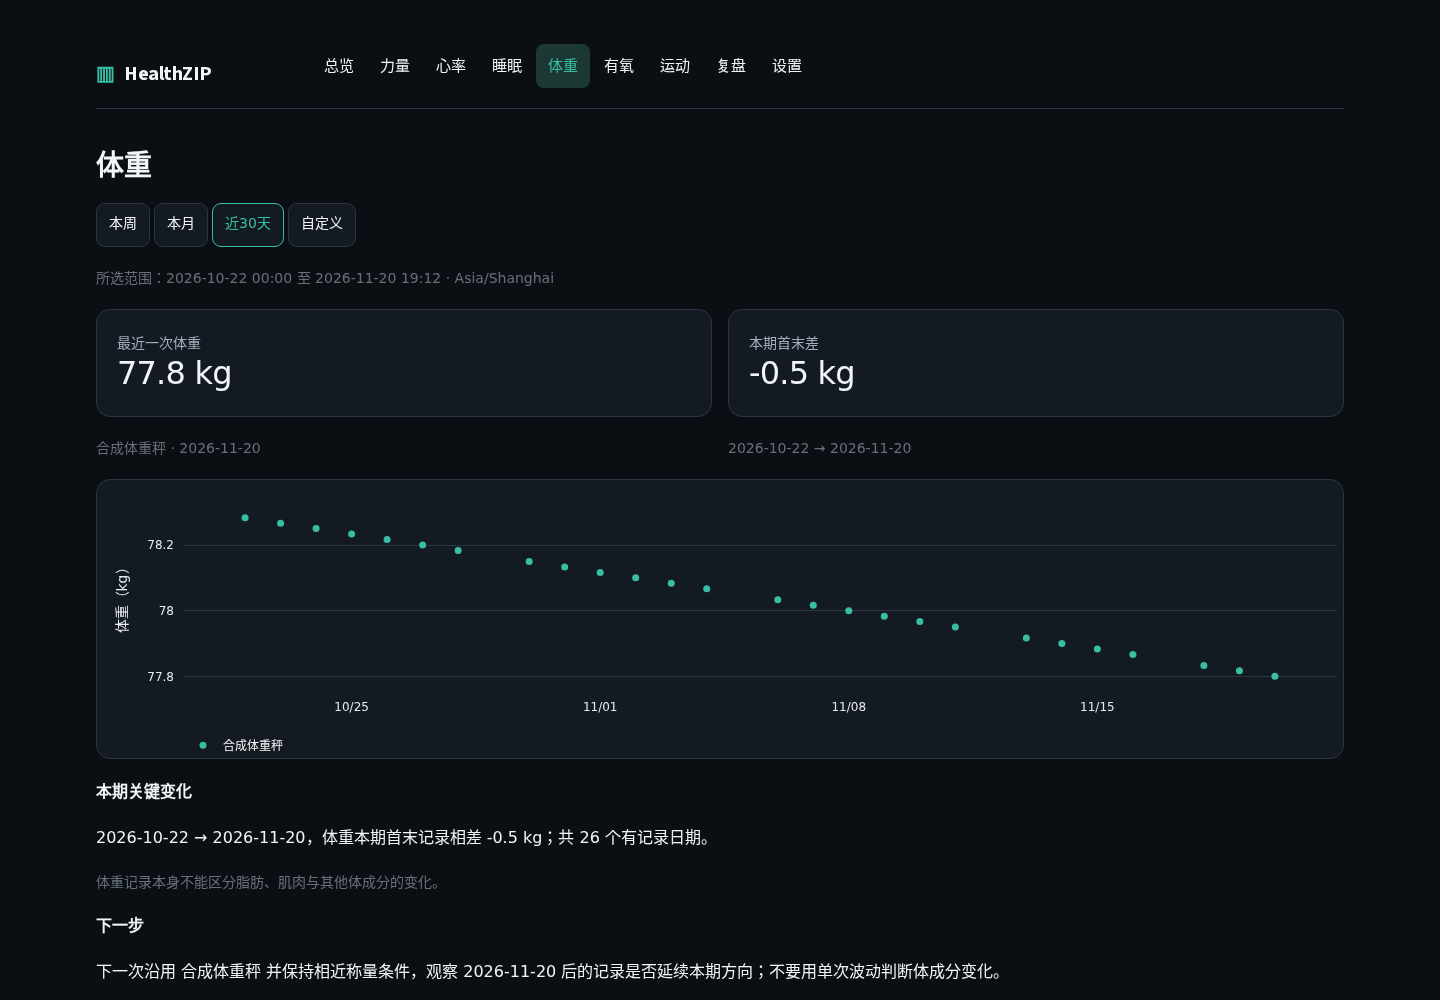 HealthZIP
总览 力量 心率 睡眠 体重 有氧 运动 复盘 设置
体重
本周 本月 近30天 自定义
所选范围：2026-10-22 00:00 至 2026-11-20 19:12 · Asia/Shanghai
最近一次体重
77.8 kg
本期首末差
-0.5 kg
合成体重秤 · 2026-11-20
2026-10-22 → 2026-11-20
体重（kg）
78.2
78
77.8
10/25 11/01 11/08 11/15
合成体重秤
本期关键变化
2026-10-22 → 2026-11-20，体重本期首末记录相差 -0.5 kg；共 26 个有记录日期。
体重记录本身不能区分脂肪、肌肉与其他体成分的变化。
下一步
下一次沿用 合成体重秤 并保持相近称量条件，观察 2026-11-20 后的记录是否延续本期方向；不要用单次波动判断体成分变化。